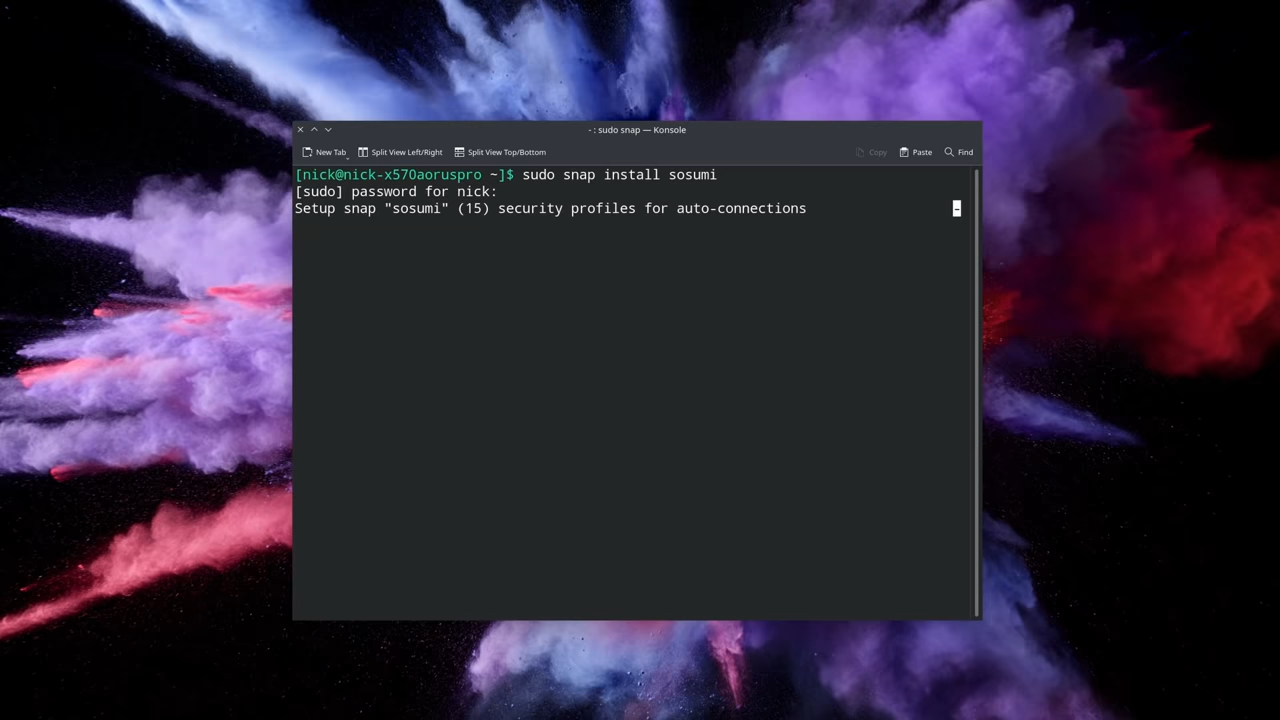 - : sudo snap — Konsole
New Tab Split View Left/Right Split View Top/Bottom Copy Paste Find
[nick@nick-x570aoruspro ~]$ sudo snap install sosumi
[sudo] password for nick:
Setup snap "sosumi" (15) security profiles for auto-connections -